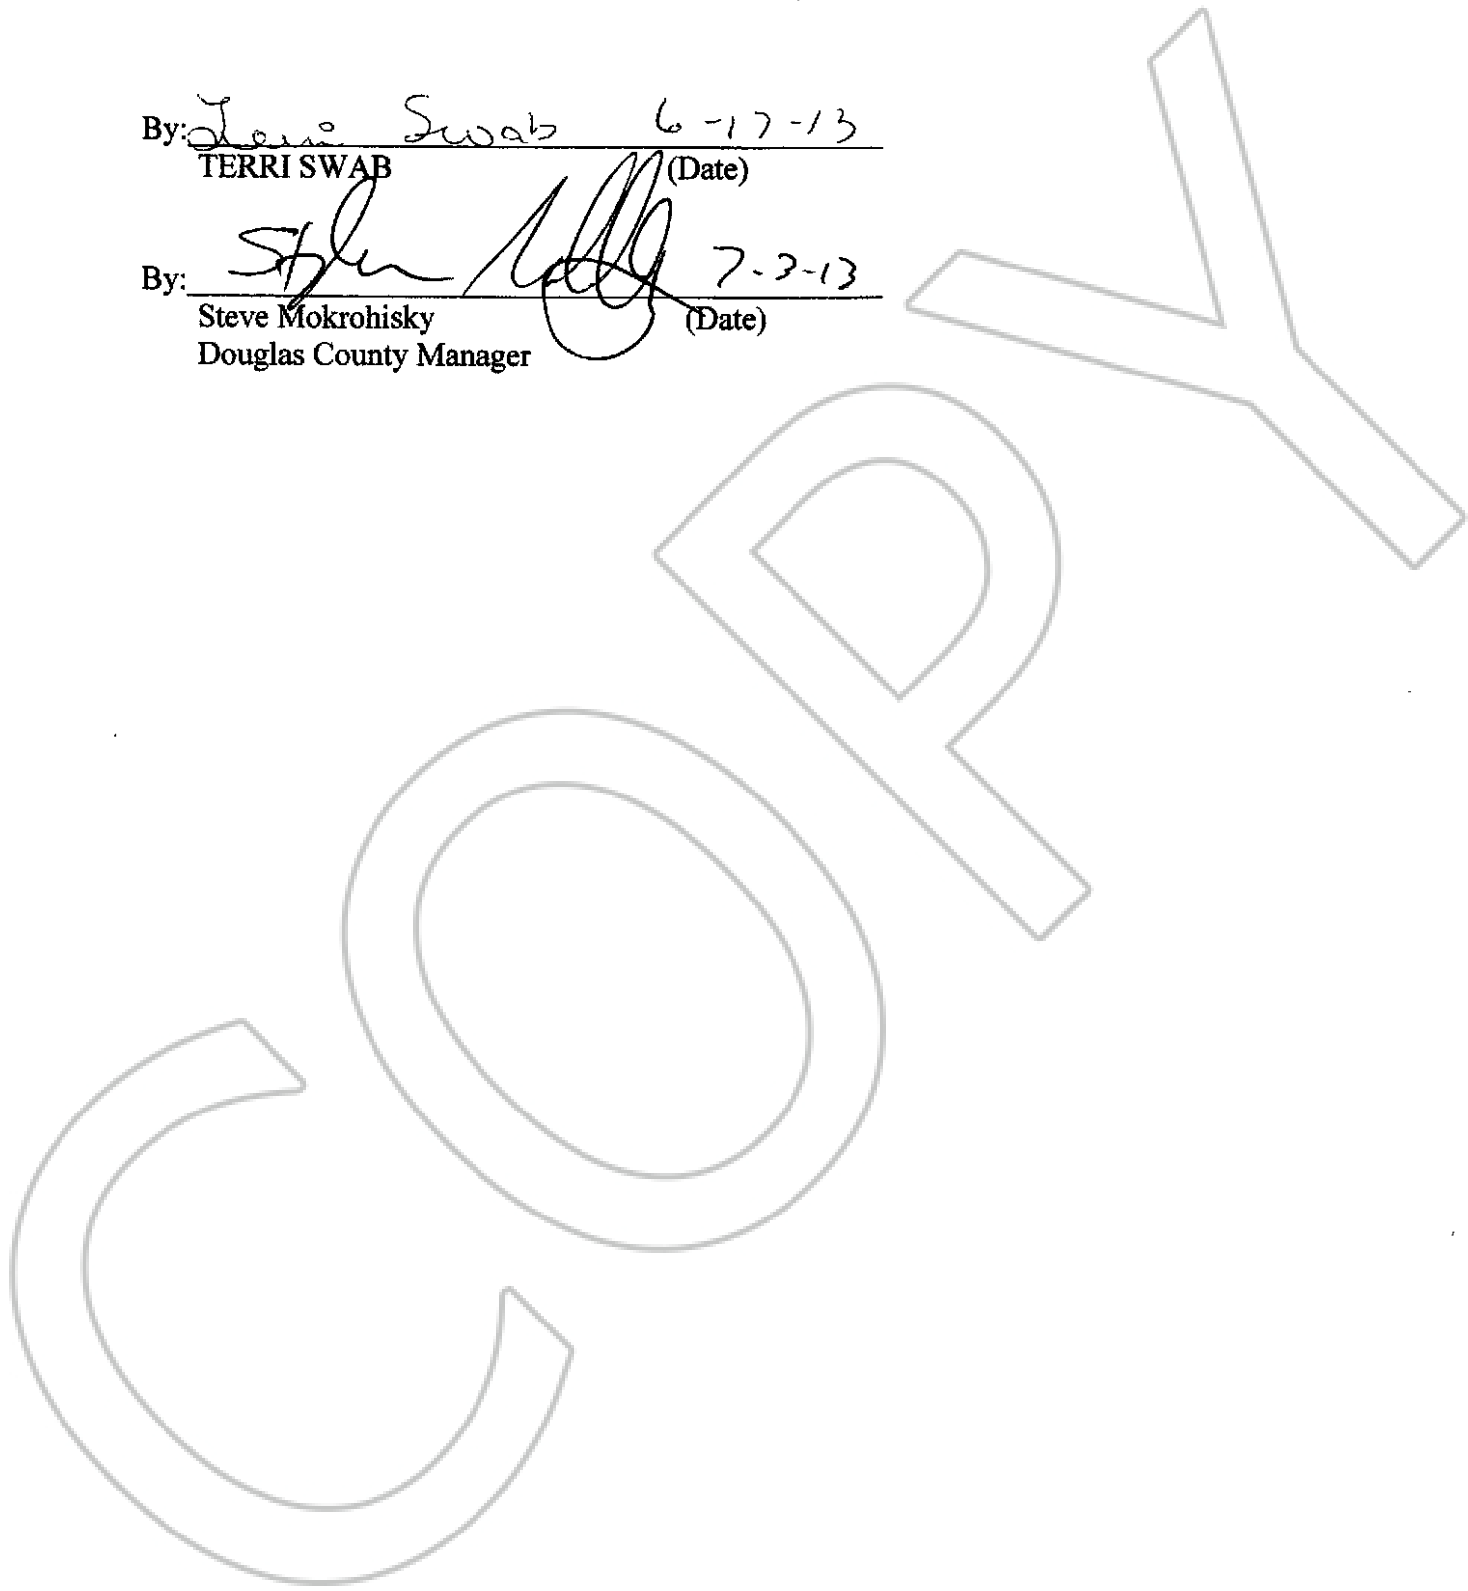 By: Terri Swab 6-17-13
TERRI SWAB (Date)
By: 7-3-13
Steve Mokrohisky (Date)
Douglas County Manager
COPY